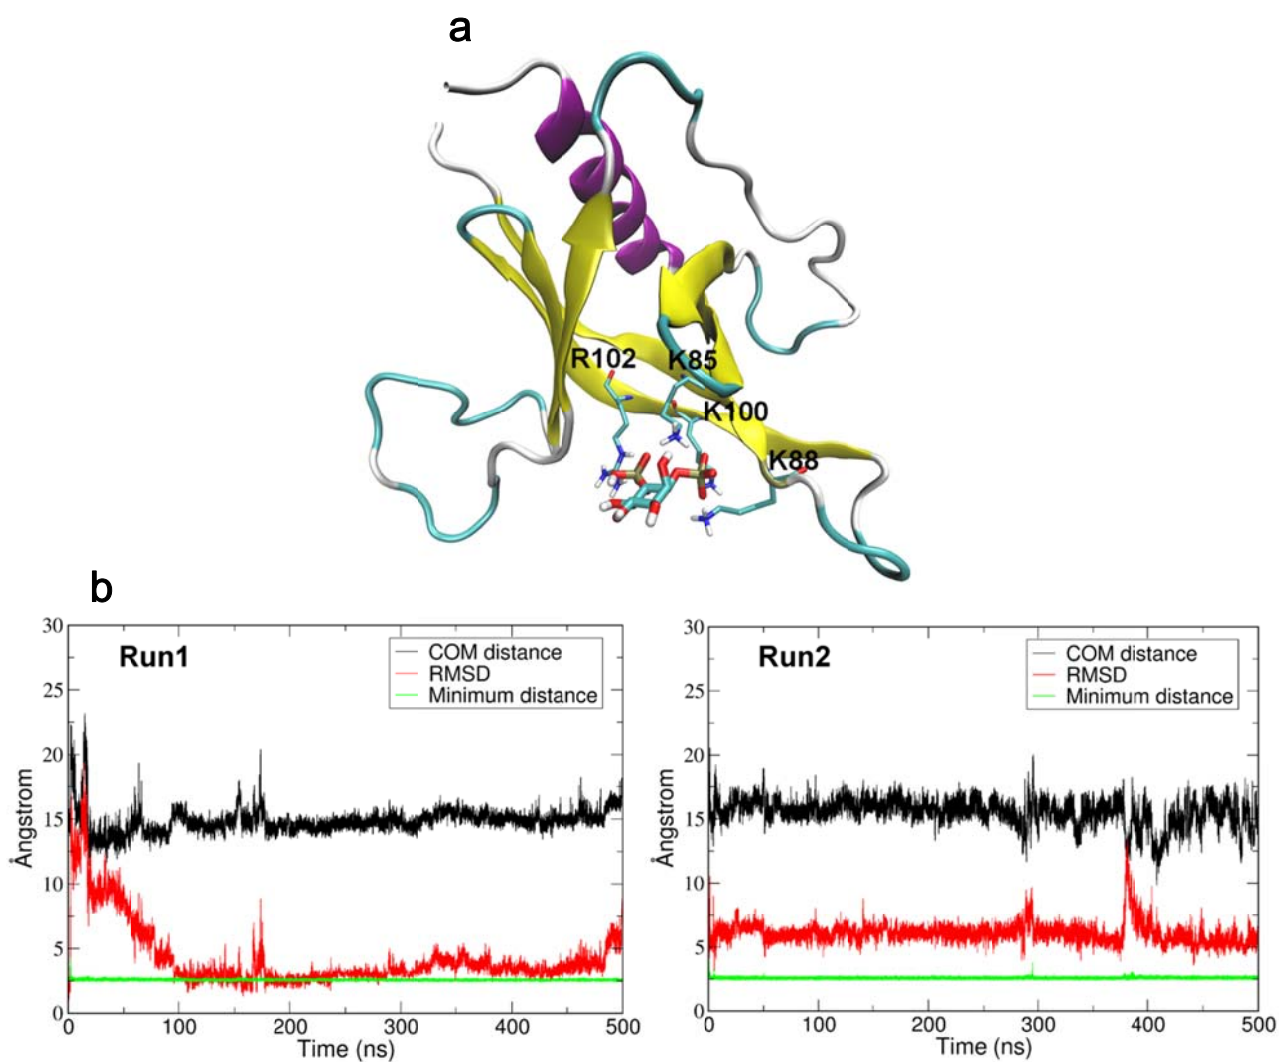 a
R102
K85
K100
K88
b
Run1
COM distance
RMSD
Minimum distance
30
25
20
15
10
5
0
Ångstrom
0 100 200 300 400 500
Time (ns)
Run2
COM distance
RMSD
Minimum distance
30
25
20
15
10
5
0
Ångstrom
0 100 200 300 400 500
Time (ns)